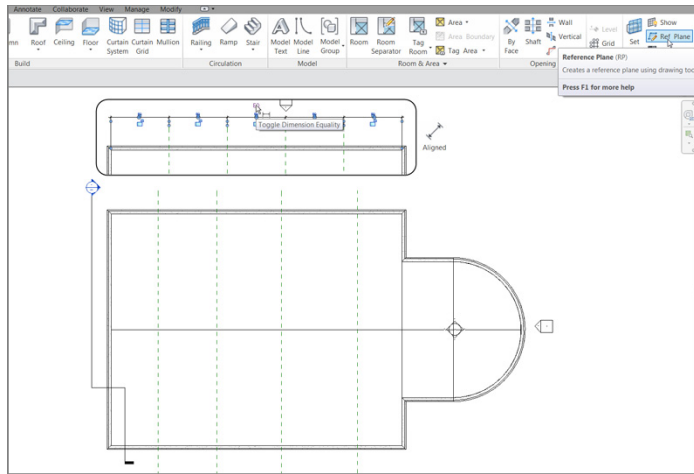 Annotate Collaborate View Manage Modify
mn Roof Ceiling Floor Curtain System Curtain Grid Mullion Railing Ramp Stair Model Text Model Line Model Group Room Room Separator Tag Room Area Area Boundary Tag Area By Face Shaft Wall Vertical Level Grid Set Show Ref Plane
Build Circulation Model Room & Area Opening
Reference Plane (RP)
Creates a reference plane using drawing too
Press F1 for more help
Toggle Dimension Equality
Aligned